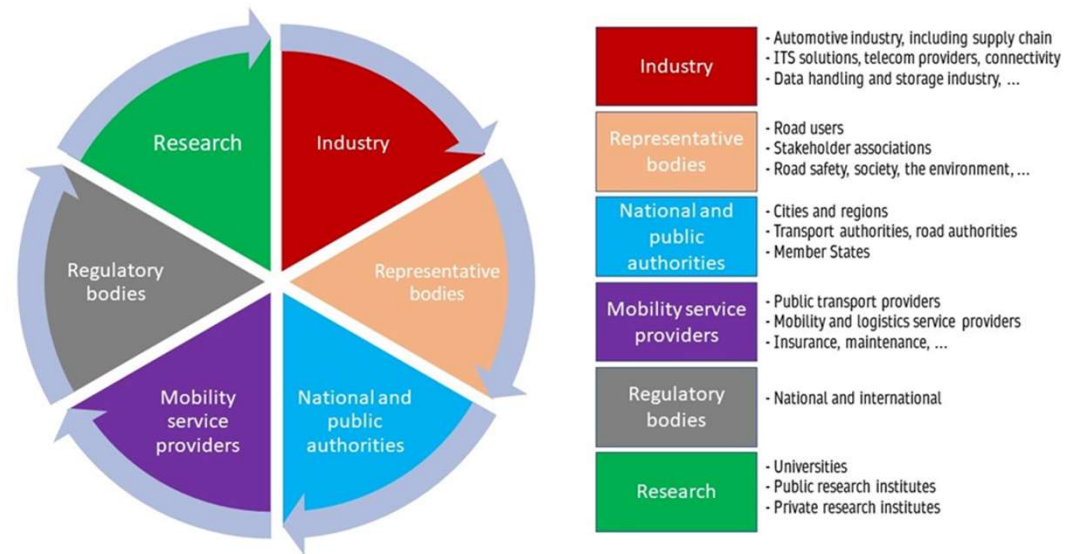 Research
Industry
Regulatory
bodies
Representative
bodies
Mobility
service
providers
National and
public
authorities
Industry
- Automotive industry, including supply chain
- ITS solutions, telecom providers, connectivity
- Data handling and storage industry, ...
Representative
bodies
- Road users
- Stakeholder associations
- Road safety, society, the environment, ...
National and
public
authorities
- Cities and regions
- Transport authorities, road authorities
- Member States
Mobility service
providers
- Public transport providers
- Mobility and logistics service providers
- Insurance, maintenance, ...
Regulatory
bodies
- National and international
Research
- Universities
- Public research institutes
- Private research institutes